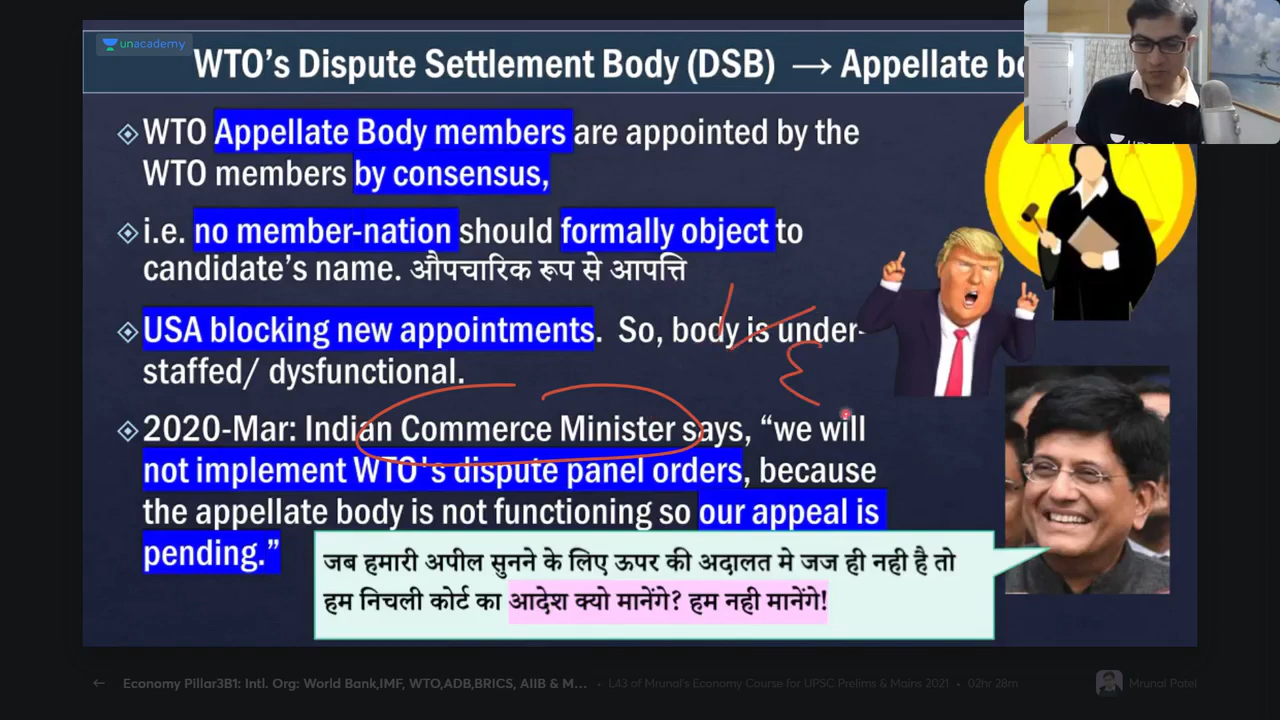 unacademy
WTO's Dispute Settlement Body (DSB) → Appellate
WTO Appellate Body members are appointed by the
WTO members by consensus,
i.e. no member-nation should formally object to
candidate's name. औपचारिक रूप से आपत्ति
USA blocking new appointments. So, body is under-
staffed/ dysfunctional.
2020-Mar: Indian Commerce Minister says, “we will
not implement WTO's dispute panel orders, because
the appellate body is not functioning so our appeal is
pending.”
जब हमारी अपील सुनने के लिए ऊपर की अदालत मे जज ही नही है तो
हम निचली कोर्ट का आदेश क्यो मानेंगे? हम नही मानेंगे!
← Economy Pillar3B1: Intl. Org: World Bank,IMF, WTO,ADB,BRICS, AIIB & M... • L43 of Mrunal's Economy Course for UPSC Prelims & Mains 2021 • 02hr 28m Mrunal Patel